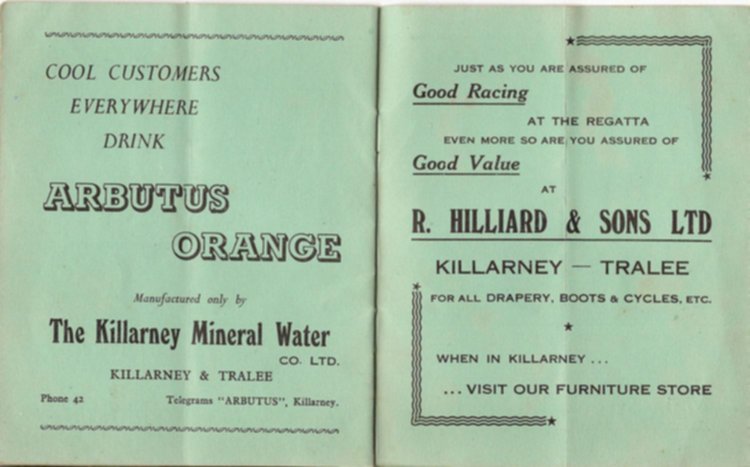 COOL CUSTOMERS
EVERYWHERE
DRINK
ARBUTUS
ORANGE
Manufactured only by
The Killarney Mineral Water
CO. LTD.
KILLARNEY & TRALEE
Phone 42 Telegrams "ARBUTUS", Killarney.
JUST AS YOU ARE ASSURED OF
Good Racing
AT THE REGATTA
EVEN MORE SO ARE YOU ASSURED OF
Good Value
AT
R. HILLIARD & SONS LTD
KILLARNEY — TRALEE
FOR ALL DRAPERY, BOOTS & CYCLES, ETC.
WHEN IN KILLARNEY ...
... VISIT OUR FURNITURE STORE